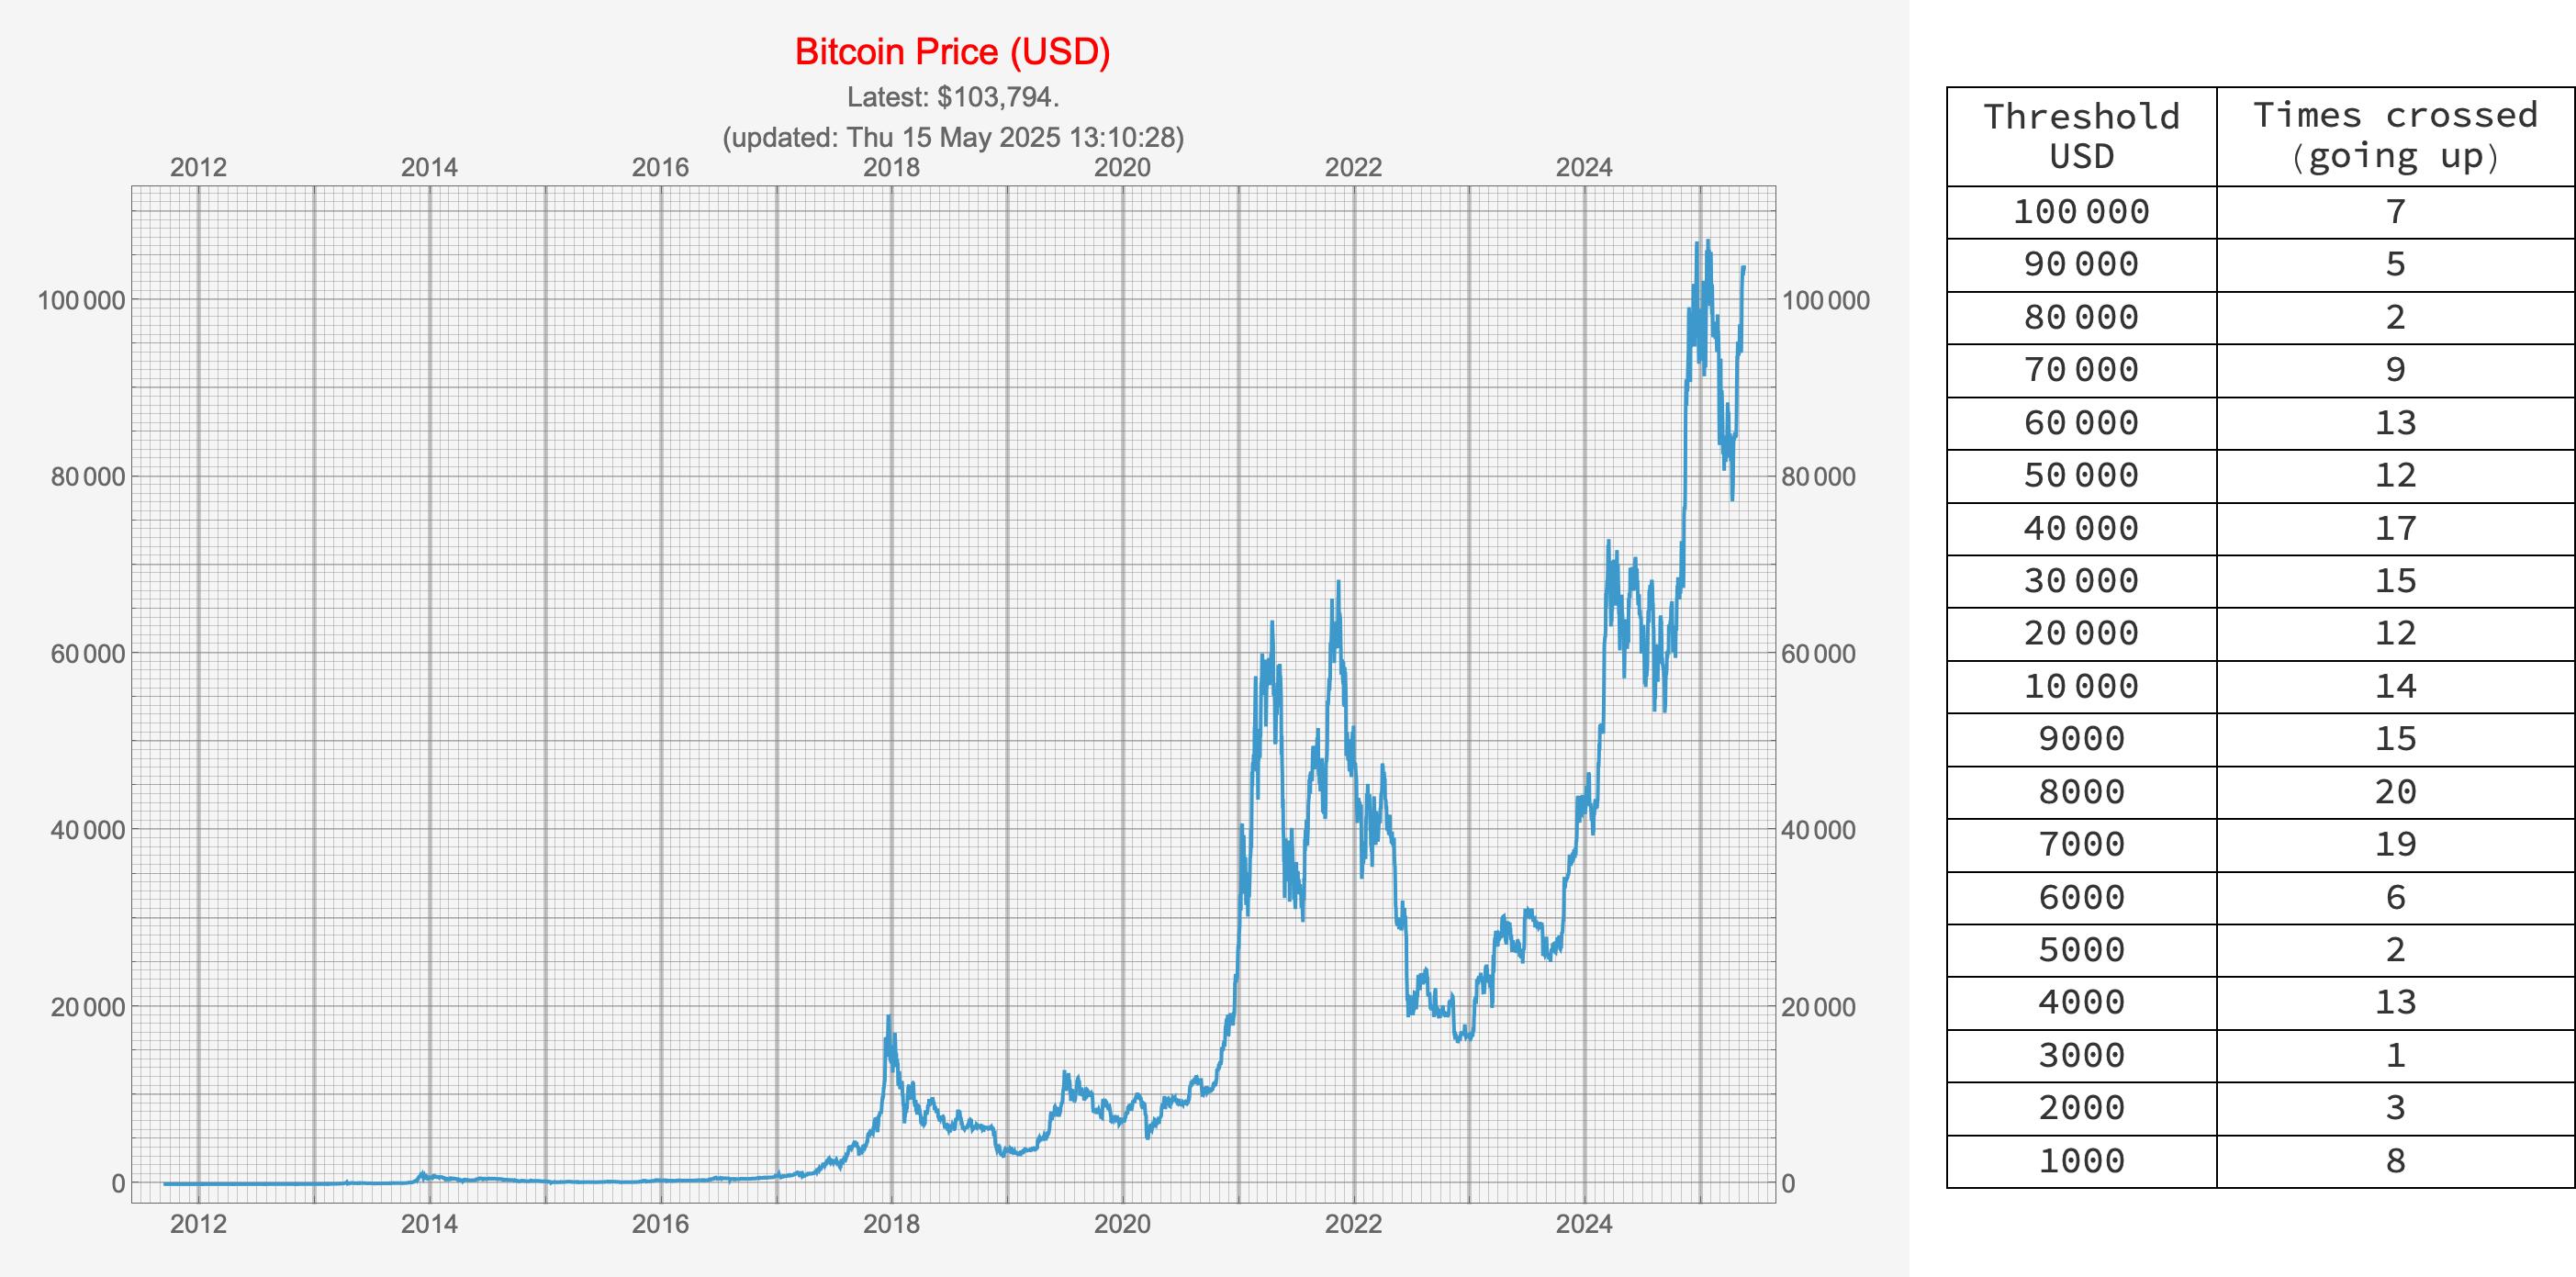 Bitcoin Price (USD)
Latest: $103,794.
(updated: Thu 15 May 2025 13:10:28)
2012 2014 2016 2018 2020 2022 2024
100 000 100 000
80 000 80 000
60 000 60 000
40 000 40 000
20 000 20 000
0 0
2012 2014 2016 2018 2020 2022 2024
Threshold USD Times crossed (going up)
100 000 7
90 000 5
80 000 2
70 000 9
60 000 13
50 000 12
40 000 17
30 000 15
20 000 12
10 000 14
9000 15
8000 20
7000 19
6000 6
5000 2
4000 13
3000 1
2000 3
1000 8